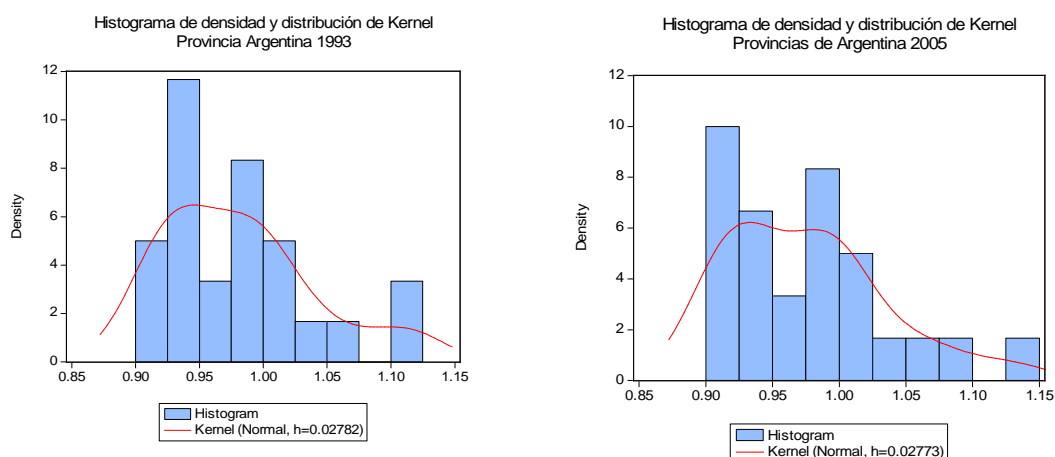 Histograma de densidad y distribución de Kernel
Provincia Argentina 1993
12
10
8
6
4
2
0
Density
0.85 0.90 0.95 1.00 1.05 1.10 1.15
Histogram
Kernel (Normal, h=0.02782)
Histograma de densidad y distribución de Kernel
Provincias de Argentina 2005
12
10
8
6
4
2
0
Density
0.85 0.90 0.95 1.00 1.05 1.10 1.15
Histogram
Kernel (Normal, h=0.02773)